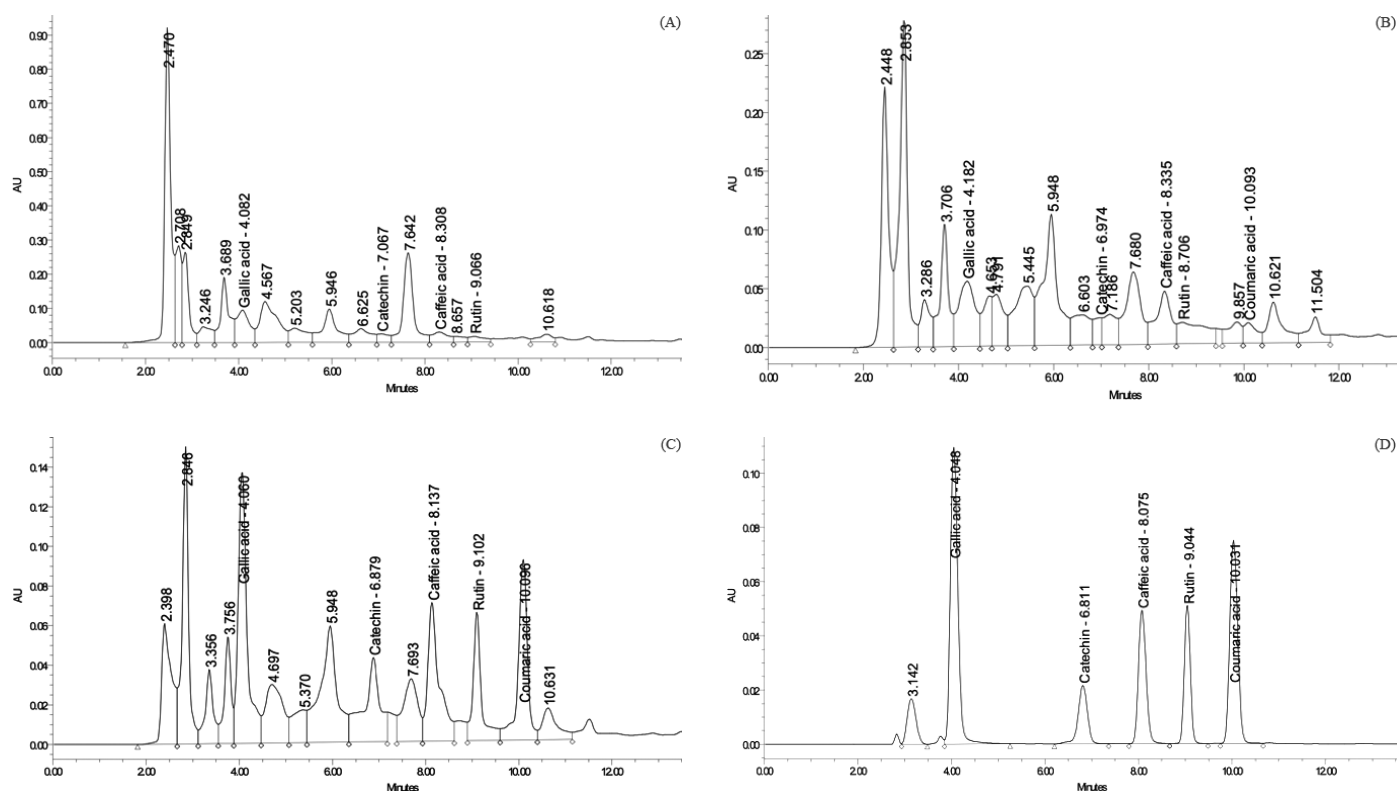 (A)
0.90
0.80
0.70
0.60
0.50
0.40
0.30
0.20
0.10
0.00
AU
2.470
2.708
2.849
3.246
3.689
Gallic acid - 4.082
4.567
5.203
5.946
6.625
Catechin - 7.067
7.642
Caffeic acid - 8.308
8.657
Rutin - 9.066
10.618
0.00 2.00 4.00 6.00 8.00 10.00 12.00
Minutes
(B)
0.25
0.20
0.15
0.10
0.05
0.00
AU
2.448
2.853
3.286
3.706
Gallic acid - 4.182
4.653
4.791
5.445
5.948
6.603
Catechin - 6.974
7.186
7.680
Caffeic acid - 8.335
Rutin - 8.706
9.857
Coumaric acid - 10.093
10.621
11.504
0.00 2.00 4.00 6.00 8.00 10.00 12.00
Minutes
(C)
0.14
0.12
0.10
0.08
0.06
0.04
0.02
0.00
AU
2.398
2.846
3.356
3.756
Gallic acid - 4.060
4.697
5.370
5.948
Catechin - 6.879
7.693
Caffeic acid - 8.137
Rutin - 9.102
Coumaric acid - 10.096
10.631
0.00 2.00 4.00 6.00 8.00 10.00 12.00
Minutes
(D)
0.10
0.08
0.06
0.04
0.02
0.00
AU
3.142
Gallic acid - 4.048
Catechin - 6.811
Caffeic acid - 8.075
Rutin - 9.044
Coumaric acid - 10.031
0.00 2.00 4.00 6.00 8.00 10.00 12.00
Minutes